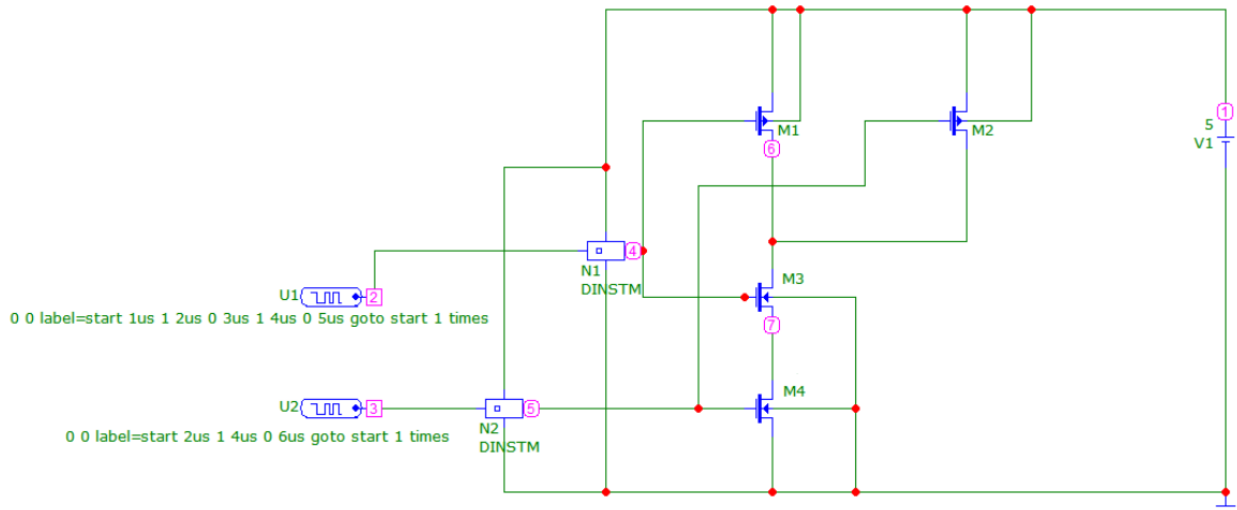 M1
M2
6
1
5
V1
4
N1
DINSTM
U1
2
0 0 label=start 1us 1 2us 0 3us 1 4us 0 5us goto start 1 times
M3
7
M4
U2
3
5
N2
DINSTM
0 0 label=start 2us 1 4us 0 6us goto start 1 times